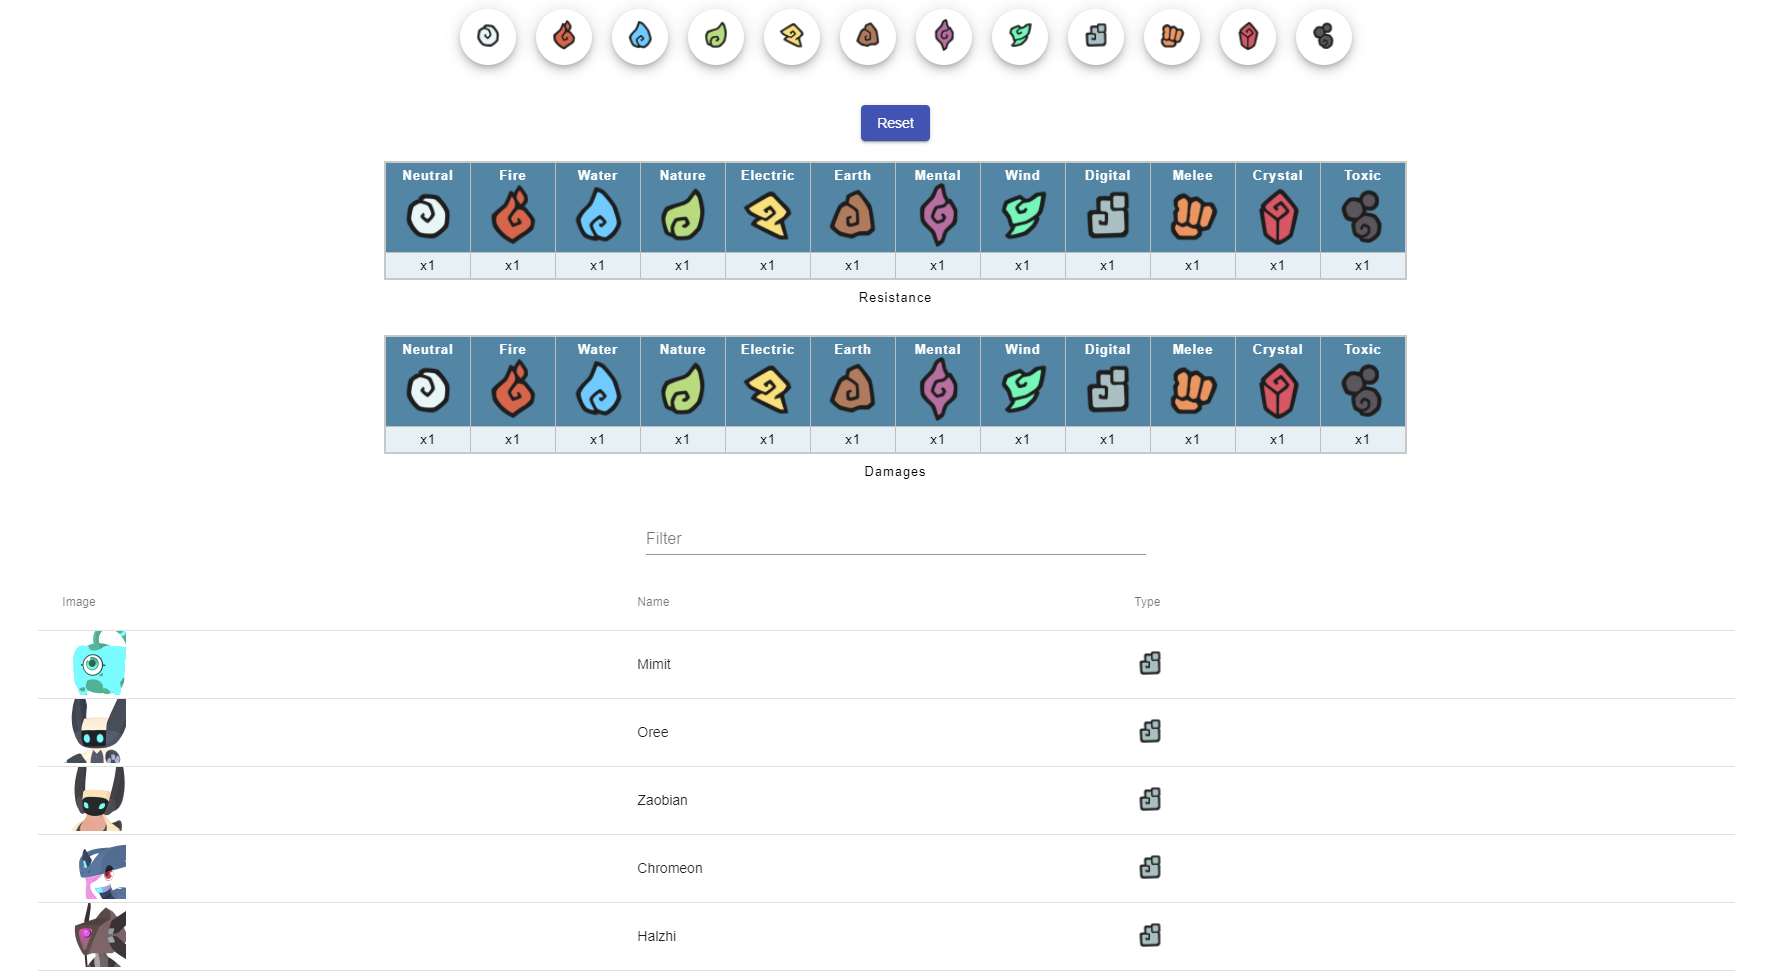 Reset
Neutral Fire Water Nature Electric Earth Mental Wind Digital Melee Crystal Toxic
x1 x1 x1 x1 x1 x1 x1 x1 x1 x1 x1 x1
Resistance
Neutral Fire Water Nature Electric Earth Mental Wind Digital Melee Crystal Toxic
x1 x1 x1 x1 x1 x1 x1 x1 x1 x1 x1 x1
Damages
Filter
Image Name Type
Mimit
Oree
Zaobian
Chromeon
Halzhi